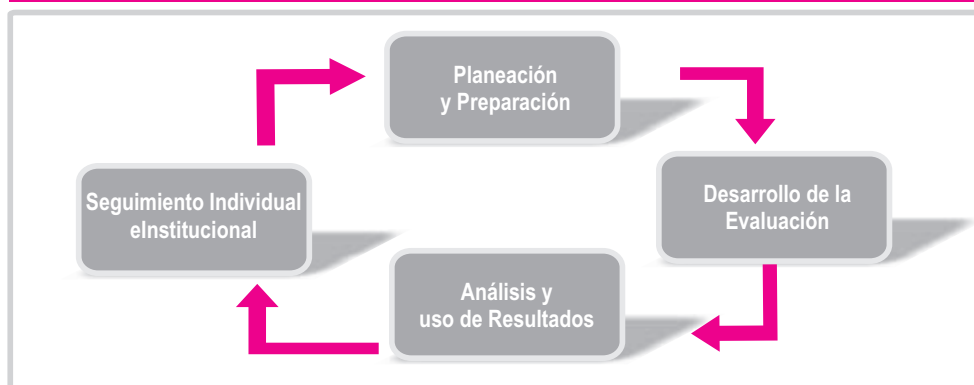 Planeación
y Preparación
Desarrollo de la
Evaluación
Análisis y
uso de Resultados
Seguimiento Individual
eInstitucional